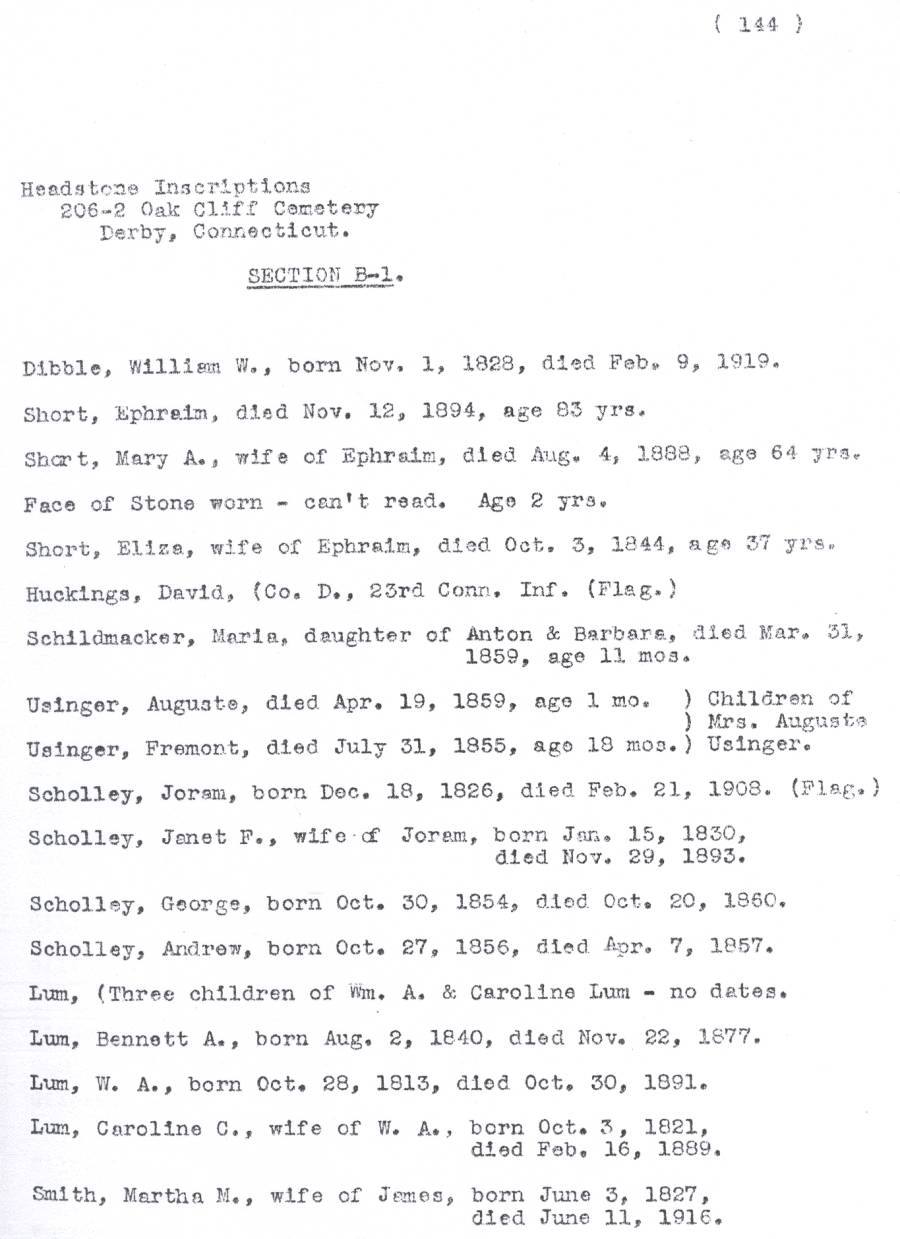 ( 144 )
Headstone Inscriptions
206-2 Oak Cliff Cemetery
Derby, Connecticut.
SECTION B-1.
Dibble, William W., born Nov. 1, 1828, died Feb. 9, 1919.
Short, Ephraim, died Nov. 12, 1894, age 83 yrs.
Short, Mary A., wife of Ephraim, died Aug. 4, 1888, age 64 yrs.
Face of Stone worn - can't read. Age 2 yrs.
Short, Eliza, wife of Ephraim, died Oct. 3, 1844, age 37 yrs.
Huckings, David, (Co. D., 23rd Conn. Inf. (Flag.)
Schildmacker, Maria, daughter of Anton & Barbara, died Mar. 31,
1859, age 11 mos.
Usinger, Auguste, died Apr. 19, 1859, age 1 mo. ) Children of
) Mrs. Auguste
Usinger, Fremont, died July 31, 1855, age 18 mos.) Usinger.
Scholley, Joram, born Dec. 18, 1826, died Feb. 21, 1908. (Flag.)
Scholley, Janet F., wife of Joram, born Jan. 15, 1830,
died Nov. 29, 1893.
Scholley, George, born Oct. 30, 1854, died Oct. 20, 1860.
Scholley, Andrew, born Oct. 27, 1856, died Apr. 7, 1857.
Lum, (Three children of Wm. A. & Caroline Lum - no dates.
Lum, Bennett A., born Aug. 2, 1840, died Nov. 22, 1877.
Lum, W. A., born Oct. 28, 1813, died Oct. 30, 1891.
Lum, Caroline C., wife of W. A., born Oct. 3, 1821,
died Feb. 16, 1889.
Smith, Martha M., wife of James, born June 3, 1827,
died June 11, 1916.